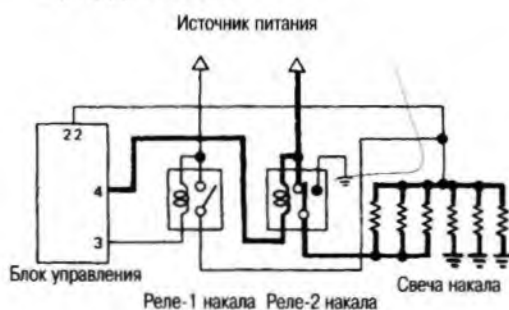 Источник питания
22
4
3
Блок управления
Реле-1 накала
Реле-2 накала
Свеча накала